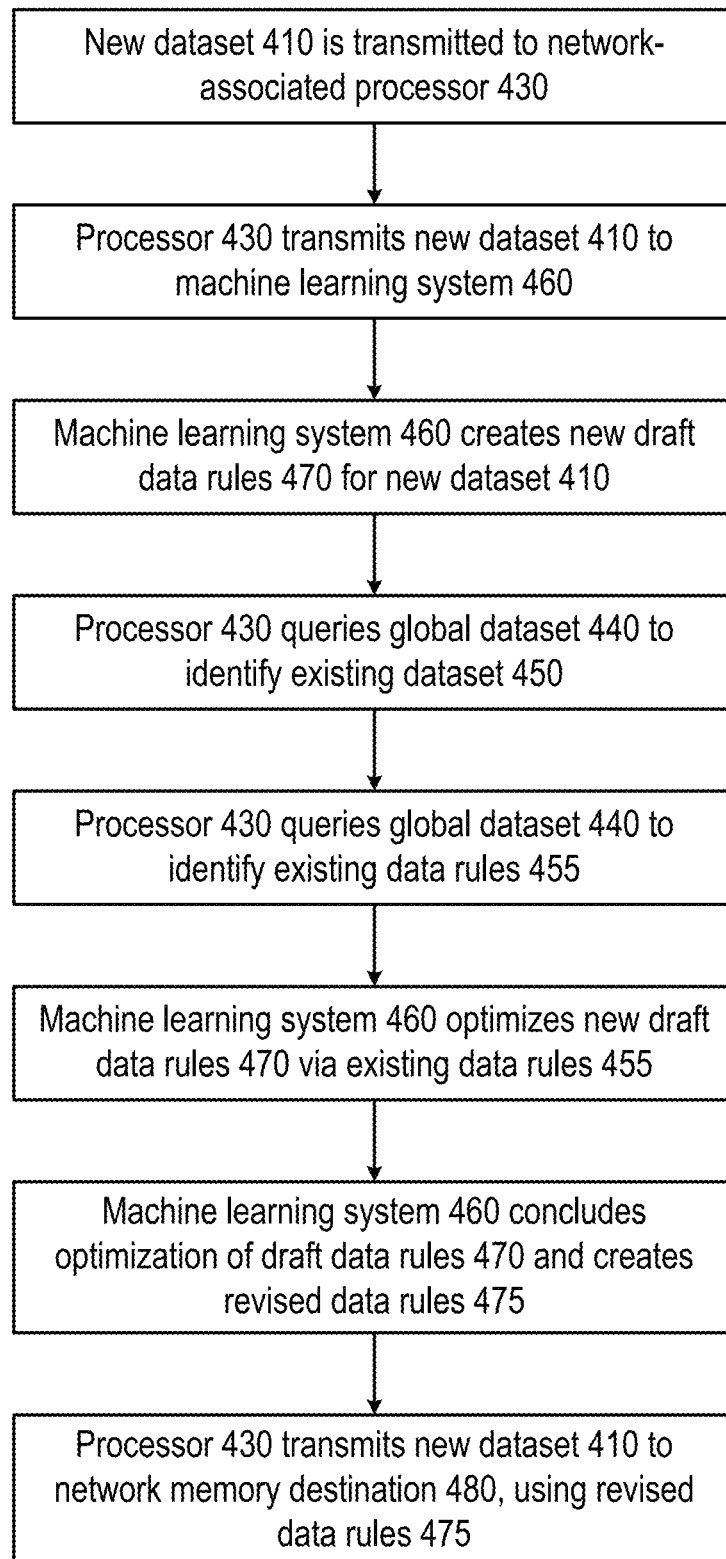 New dataset 410 is transmitted to network-
associated processor 430
Processor 430 transmits new dataset 410 to
machine learning system 460
Machine learning system 460 creates new draft
data rules 470 for new dataset 410
Processor 430 queries global dataset 440 to
identify existing dataset 450
Processor 430 queries global dataset 440 to
identify existing data rules 455
Machine learning system 460 optimizes new draft
data rules 470 via existing data rules 455
Machine learning system 460 concludes
optimization of draft data rules 470 and creates
revised data rules 475
Processor 430 transmits new dataset 410 to
network memory destination 480, using revised
data rules 475